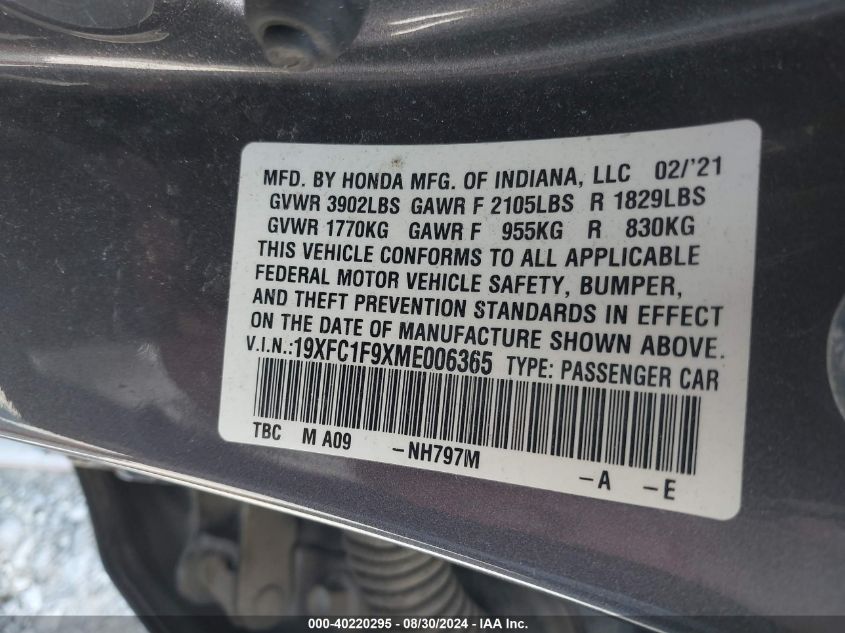 MFD. BY HONDA MFG. OF INDIANA, LLC 02/'21
GVWR 3902LBS GAWR F 2105LBS R 1829LBS
GVWR 1770KG GAWR F 955KG R 830KG
THIS VEHICLE CONFORMS TO ALL APPLICABLE
FEDERAL MOTOR VEHICLE SAFETY, BUMPER,
AND THEFT PREVENTION STANDARDS IN EFFECT
ON THE DATE OF MANUFACTURE SHOWN ABOVE.
V.I.N.:19XFC1F9XME006365 TYPE: PASSENGER CAR
TBC M A09 -NH797M -A -E
000-40220295 - 08/30/2024 - IAA Inc.